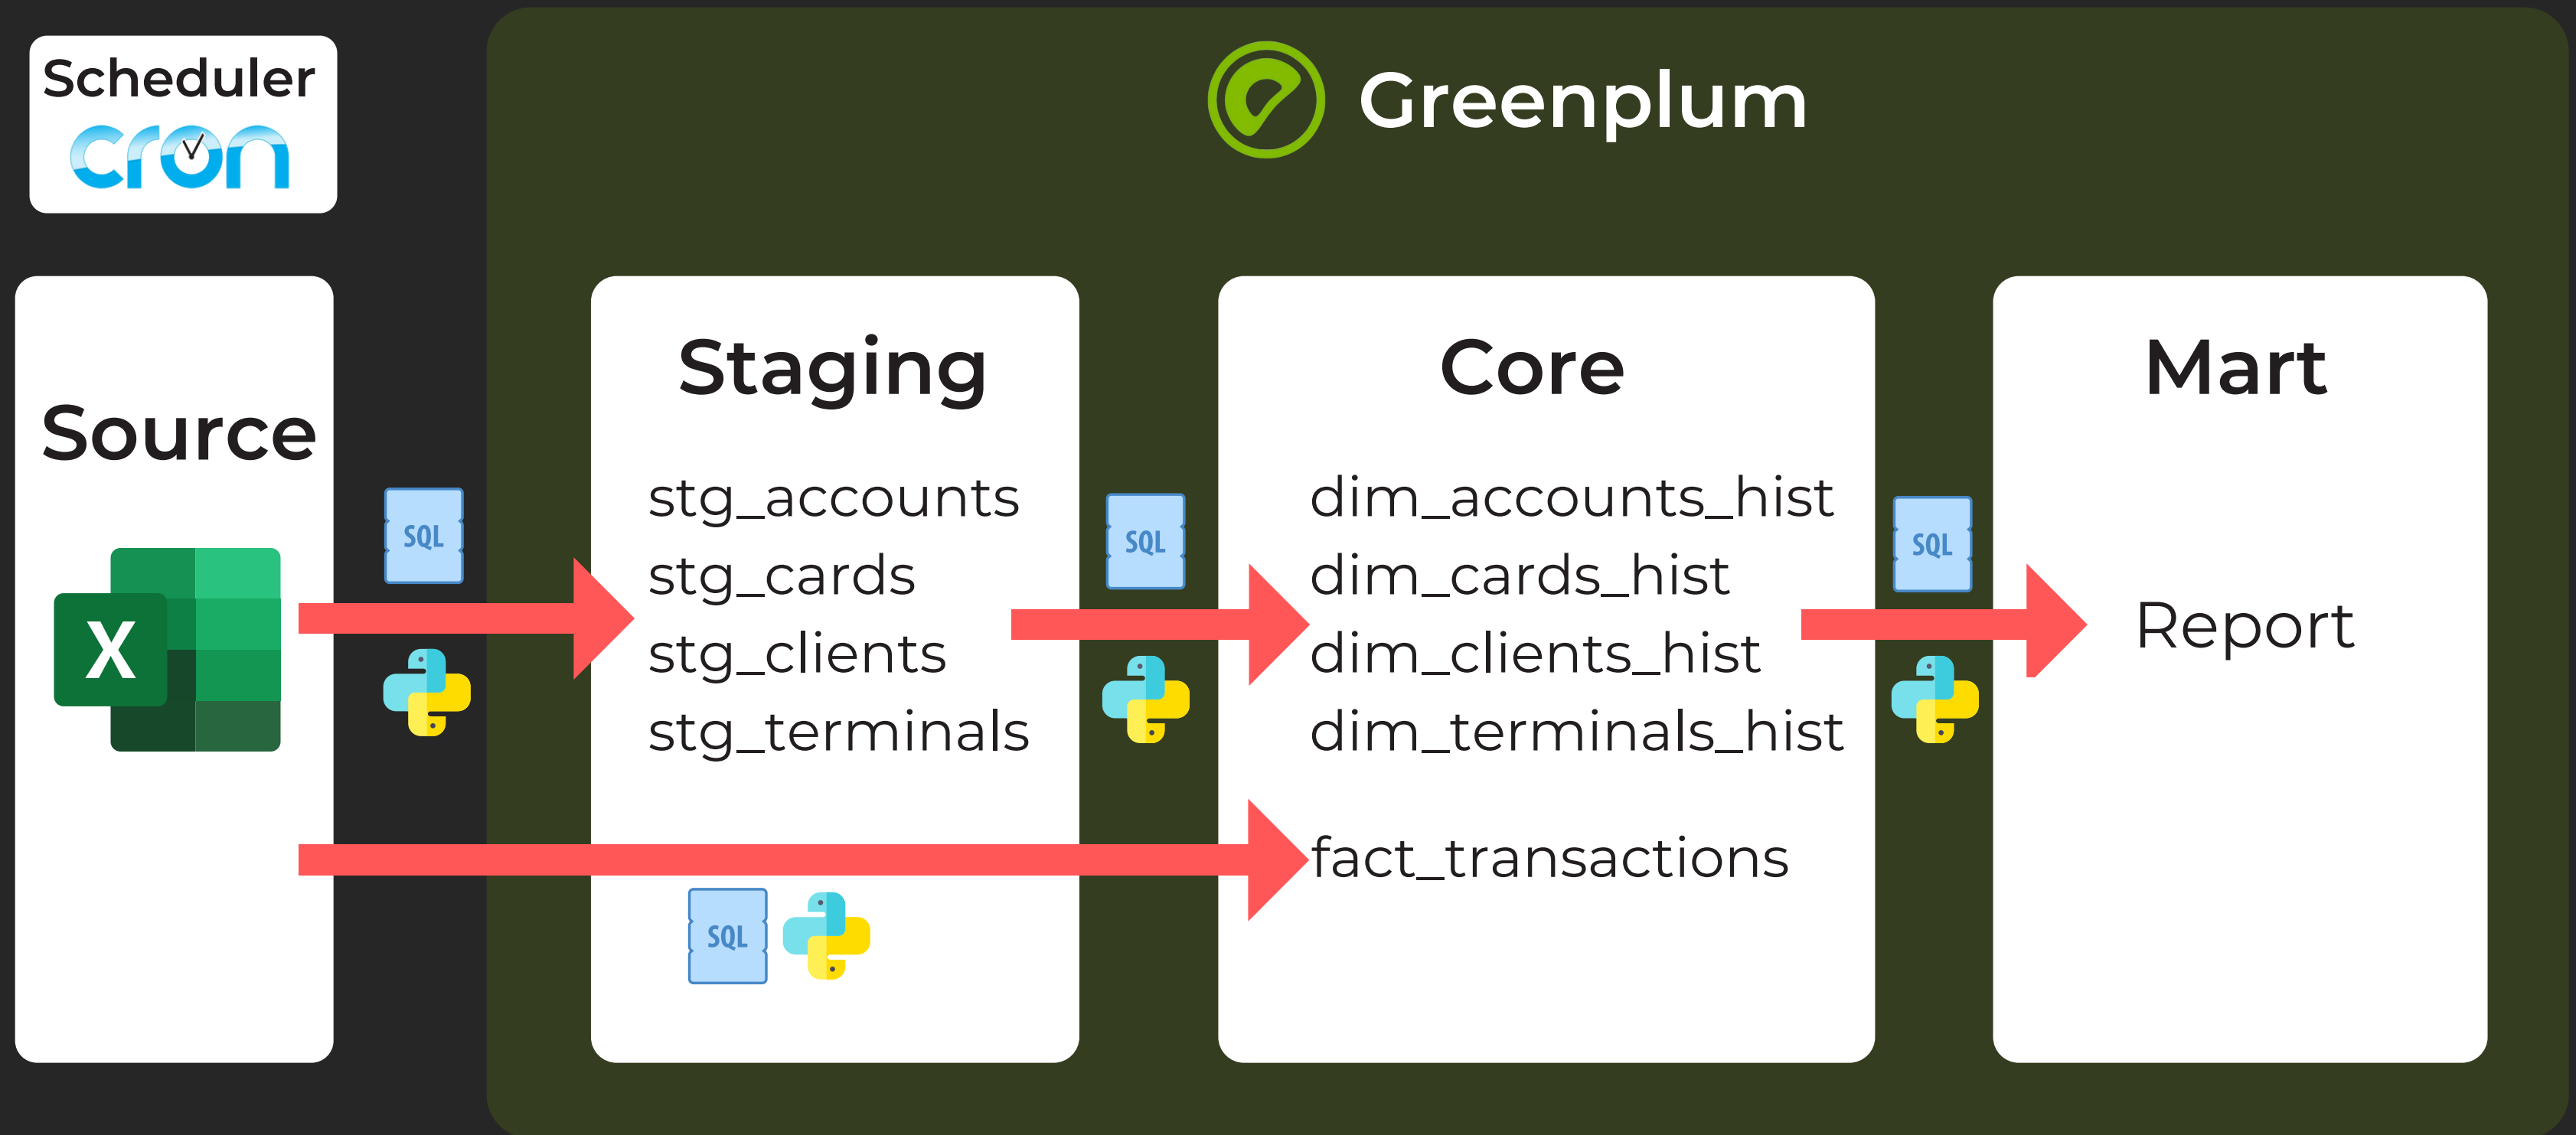 Scheduler
cron
Greenplum
Source
X
SQL
Staging
stg_accounts
stg_cards
stg_clients
stg_terminals
SQL
SQL
Core
dim_accounts_hist
dim_cards_hist
dim_clients_hist
dim_terminals_hist
fact_transactions
SQL
Mart
Report